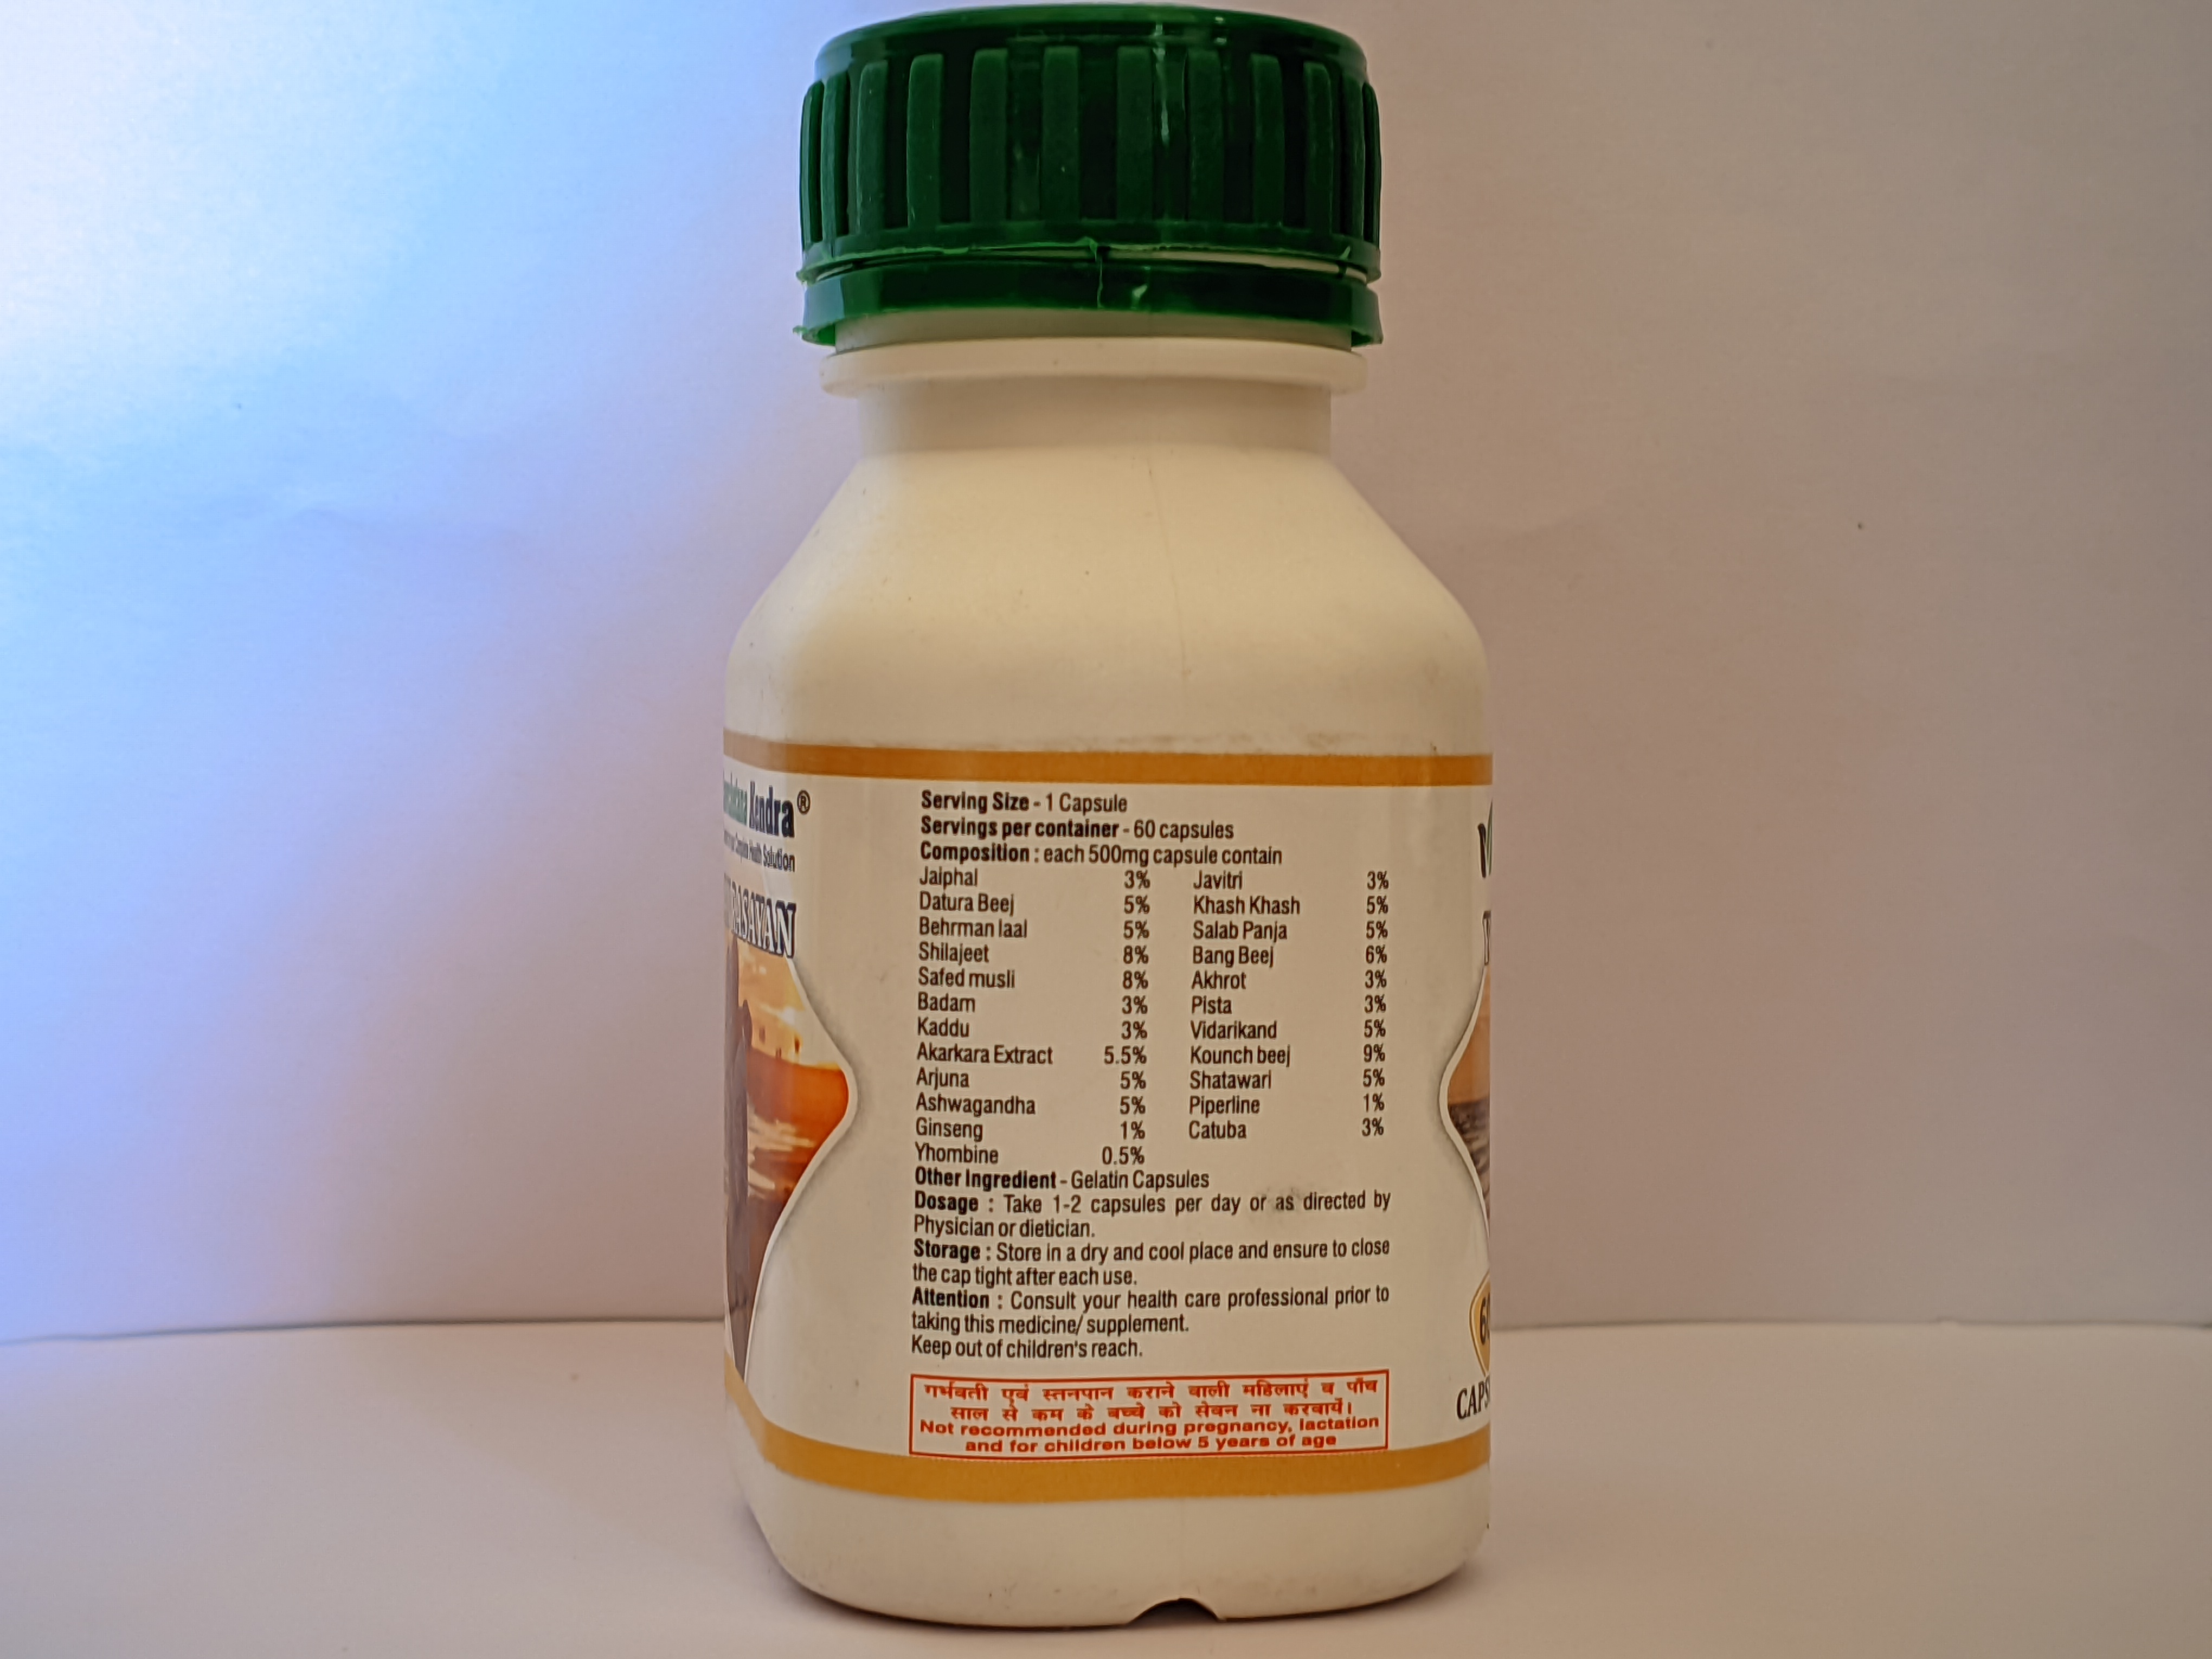 Kendra®
Health Solution
RASAYAN
Serving Size - 1 Capsule
Servings per container - 60 capsules
Composition : each 500mg capsule contain
Jaiphal 3% Javitri 3%
Datura Beej 5% Khash Khash 5%
Behrman laal 5% Salab Panja 5%
Shilajeet 8% Bang Beej 6%
Safed musli 8% Akhrot 3%
Badam 3% Pista 3%
Kaddu 3% Vidarikand 5%
Akarkara Extract 5.5% Kounch beej 9%
Arjuna 5% Shatawari 5%
Ashwagandha 5% Piperline 1%
Ginseng 1% Catuba 3%
Yhombine 0.5%
Other Ingredient - Gelatin Capsules
Dosage : Take 1-2 capsules per day or as directed by
Physician or dietician.
Storage : Store in a dry and cool place and ensure to close
the cap tight after each use.
Attention : Consult your health care professional prior to
taking this medicine/ supplement.
Keep out of children's reach.
गर्भवती एवं स्तनपान कराने वाली महिलाएं व पाँच
साल से कम के बच्चे को सेवन ना करवायें।
Not recommended during pregnancy, lactation
and for children below 5 years of age